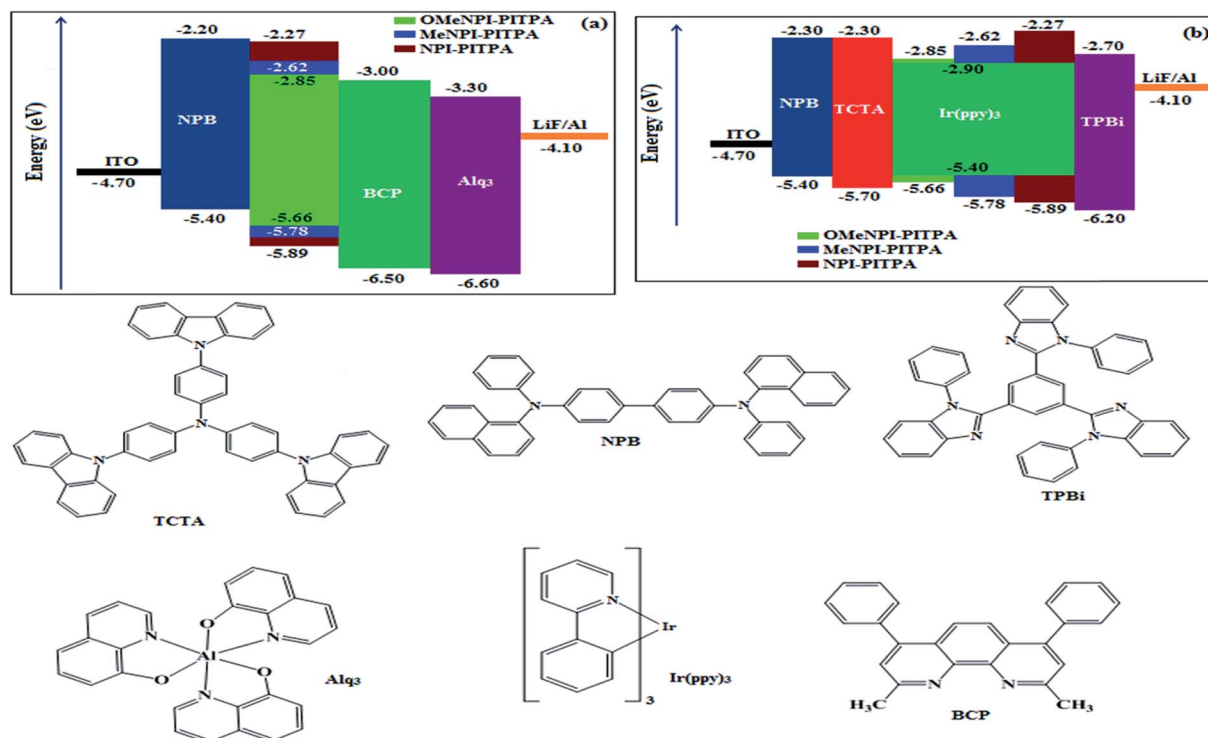 OMeNPI-PITPA
MeNPI-PITPA
NPI-PITPA
(a)
Energy (eV)
ITO
-4.70
-2.20
NPB
-5.40
-2.27
-2.62
-2.85
-5.66
-5.78
-5.89
-3.00
BCP
-6.50
-3.30
Alq3
-6.60
LiF/Al
-4.10
(b)
Energy (eV)
ITO
-4.70
-2.30
NPB
-5.40
-2.30
TCTA
-5.70
-2.85
-2.62
-2.27
-2.90
Ir(ppy)3
-5.40
-5.66
-5.78
-5.89
-2.70
TPBi
-6.20
LiF/Al
-4.10
OMeNPI-PITPA
MeNPI-PITPA
NPI-PITPA
N
N
N
N
TCTA
N
N
NPB
N
N
N
N
N
N
TPBi
O
N
N
Al
O
O
N
Alq3
N
Ir
3
Ir(ppy)3
N
N
H3C
CH3
BCP